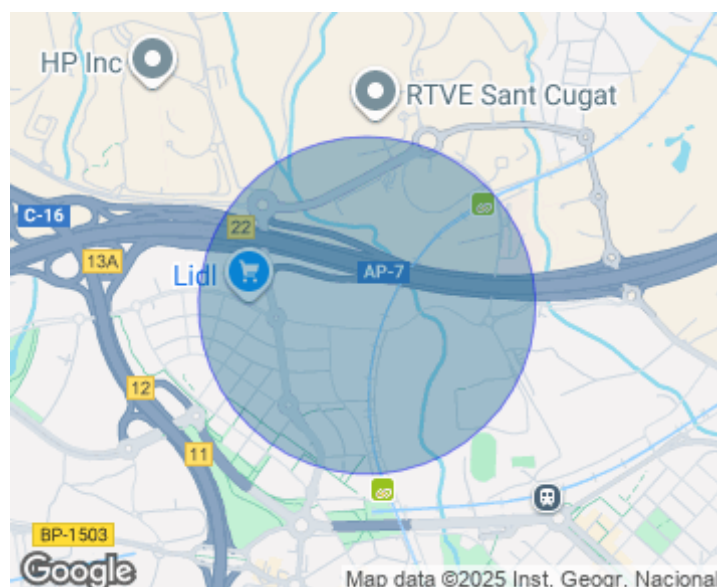 HP Inc
RTVE Sant Cugat
C-16
22
13A
Lidl
AP-7
12
11
BP-1503
Google
Map data ©2025 Inst. Geogr. Nacional